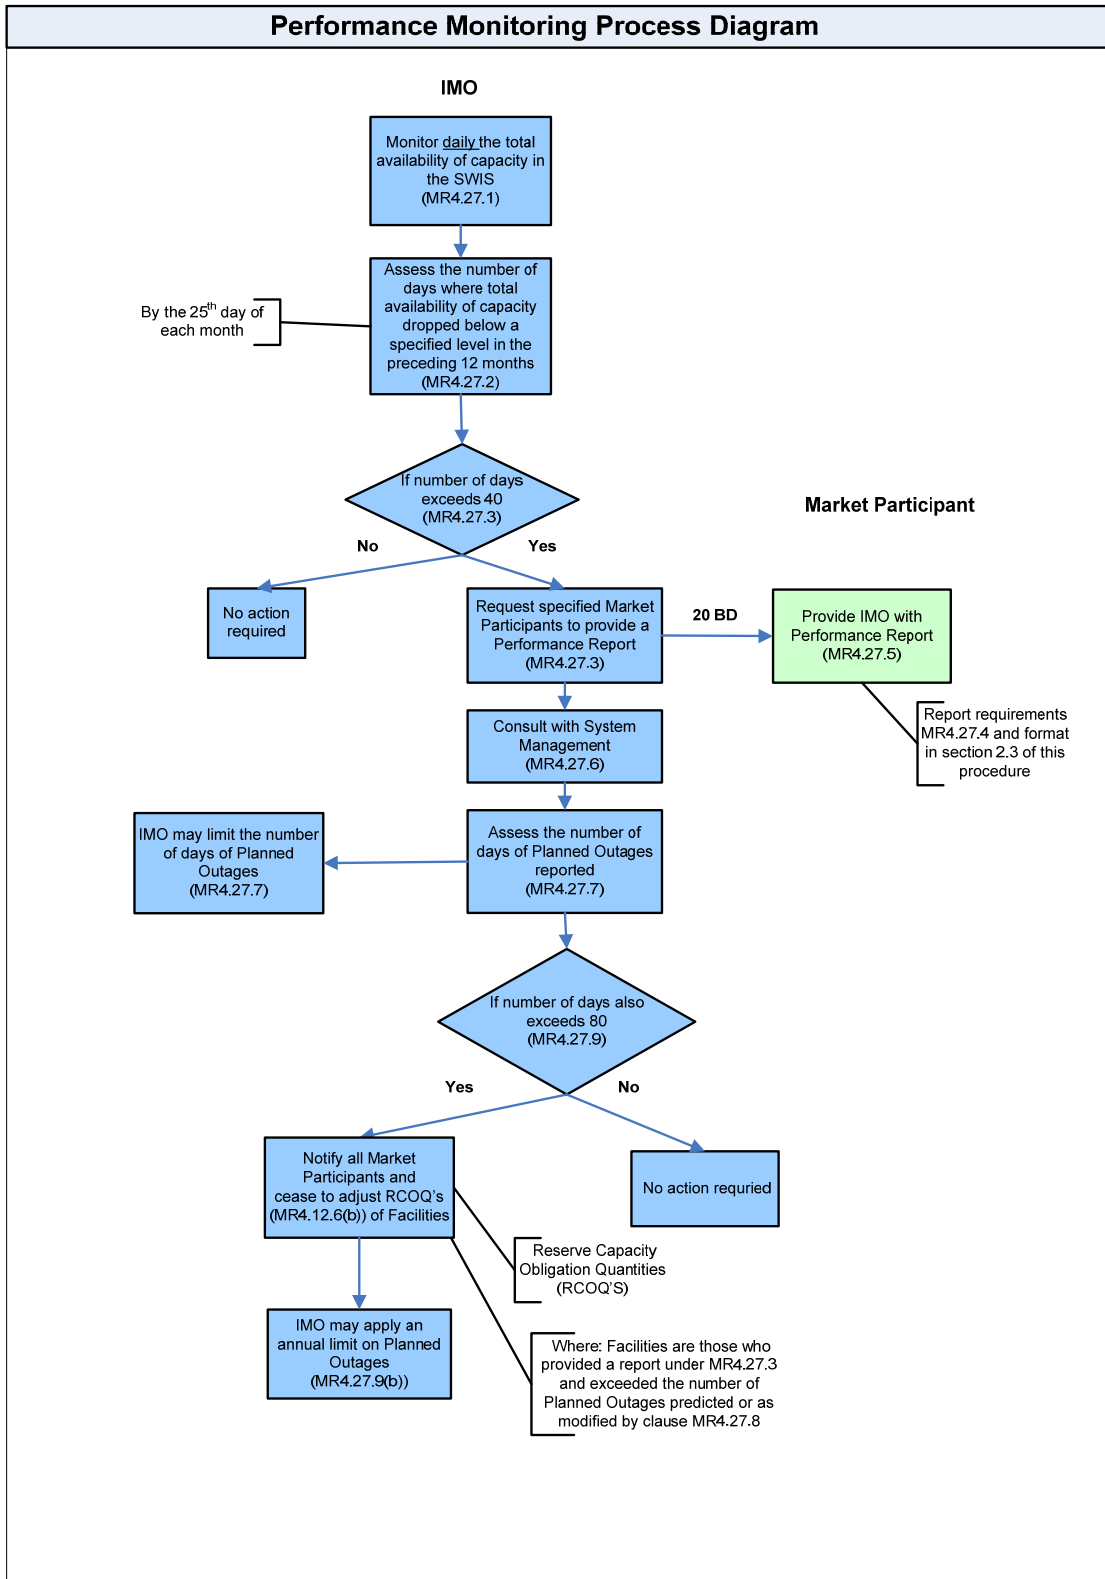 Performance Monitoring Process Diagram
IMO
Monitor daily the total
availability of capacity in
the SWIS
(MR4.27.1)
Assess the number of
days where total
availability of capacity
dropped below a
specified level in the
preceding 12 months
(MR4.27.2)
By the 25th day of
each month
If number of days
exceeds 40
(MR4.27.3)
Market Participant
No
Yes
No action
required
Request specified Market
Participants to provide a
Performance Report
(MR4.27.3)
20 BD
Provide IMO with
Performance Report
(MR4.27.5)
Report requirements
MR4.27.4 and format
in section 2.3 of this
procedure
Consult with System
Management
(MR4.27.6)
IMO may limit the number
of days of Planned
Outages
(MR4.27.7)
Assess the number of
days of Planned Outages
reported
(MR4.27.7)
If number of days also
exceeds 80
(MR4.27.9)
Yes
No
Notify all Market
Participants and
cease to adjust RCOQ's
(MR4.12.6(b)) of Facilities
No action requried
Reserve Capacity
Obligation Quantities
(RCOQ'S)
IMO may apply an
annual limit on Planned
Outages
(MR4.27.9(b))
Where: Facilities are those who
provided a report under MR4.27.3
and exceeded the number of
Planned Outages predicted or as
modified by clause MR4.27.8